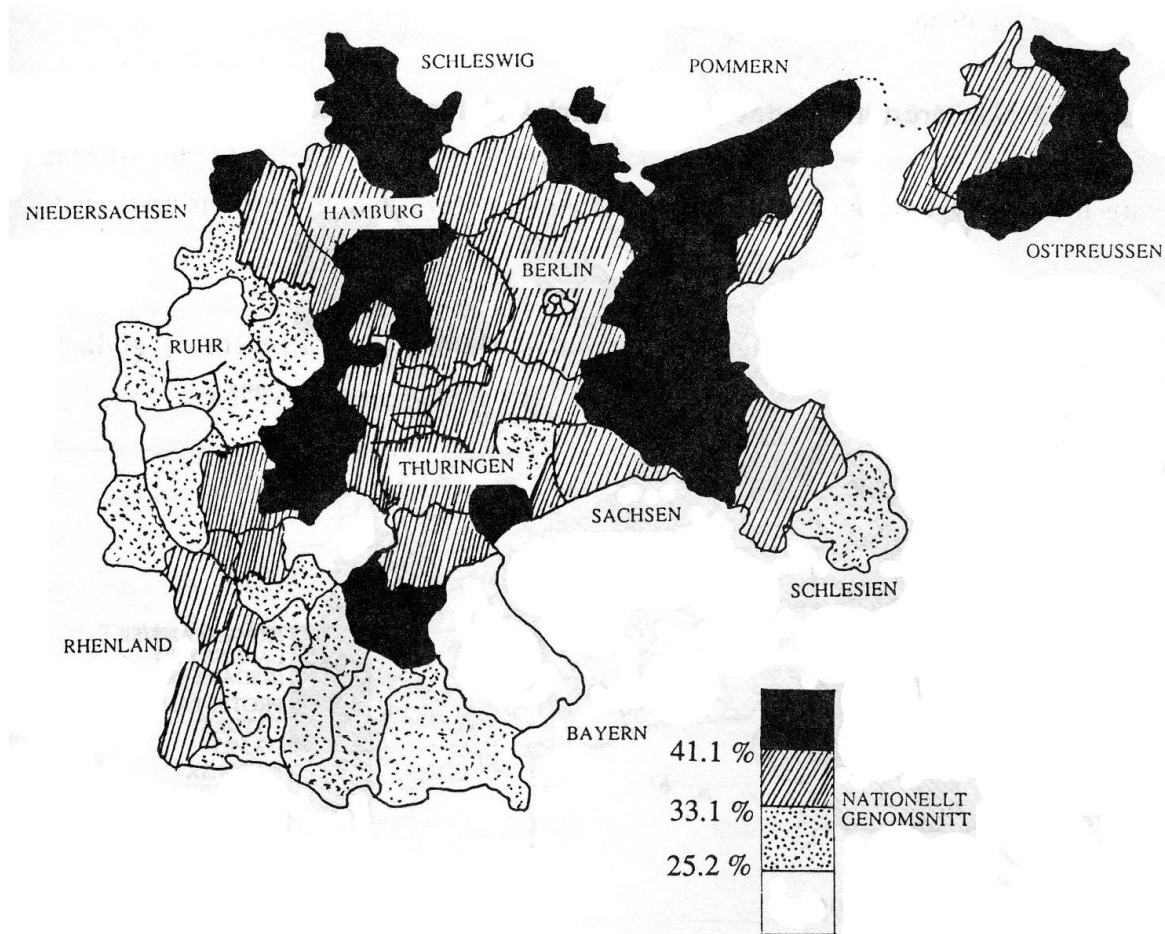 SCHLESWIG
POMMERN
NIEDERSACHSEN
HAMBURG
BERLIN
OSTPREUSSEN
RUHR
THÜRINGEN
SACHSEN
SCHLESIEN
RHENLAND
BAYERN
41.1 %
33.1 %
25.2 %
NATIONELLT
GENOMSNITT